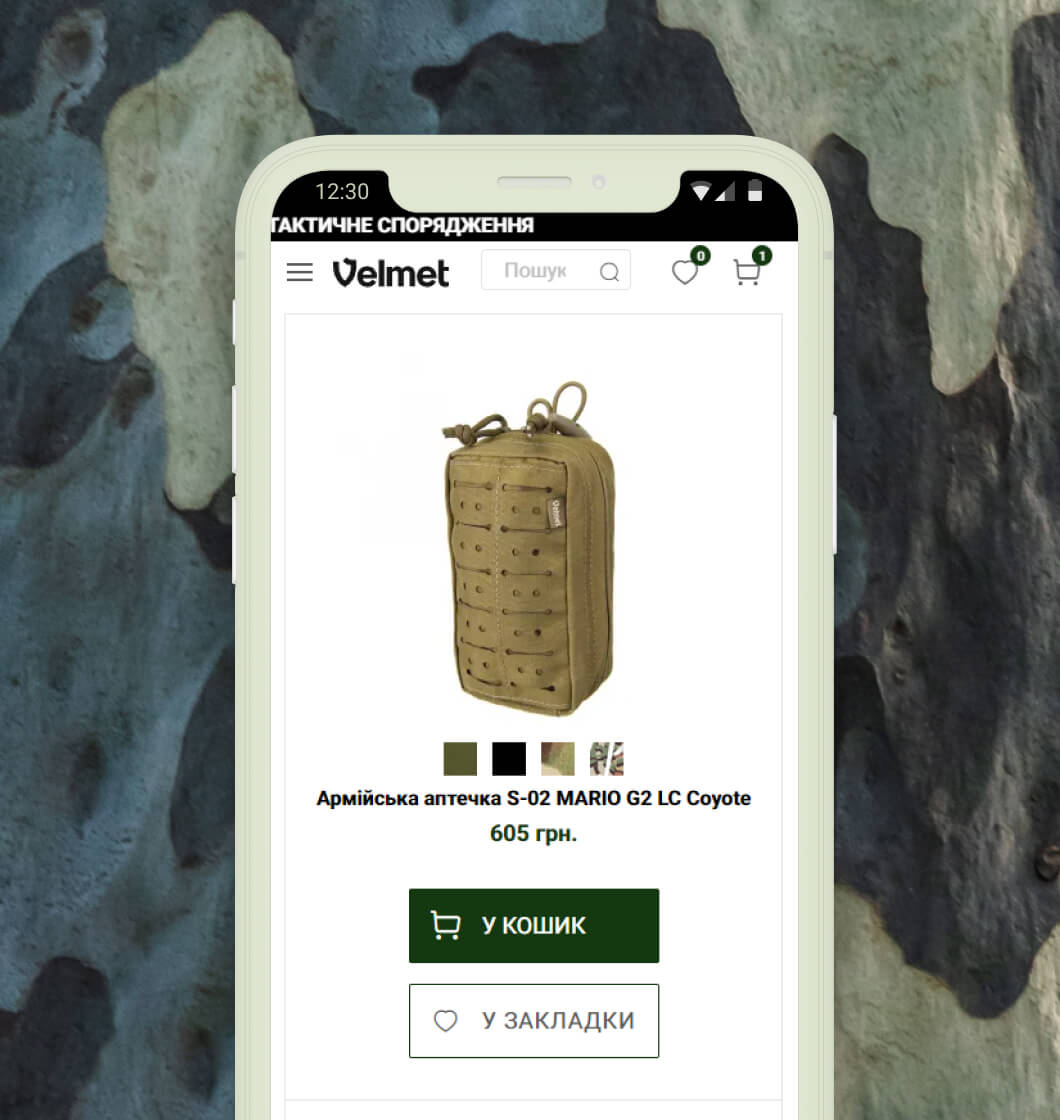 12:30
ТАКТИЧНЕ СПОРЯДЖЕННЯ
Velmet
Пошук
0
1
Velmet
Армійська аптечка S-02 MARIO G2 LC Coyote
605 грн.
У КОШИК
У ЗАКЛАДКИ